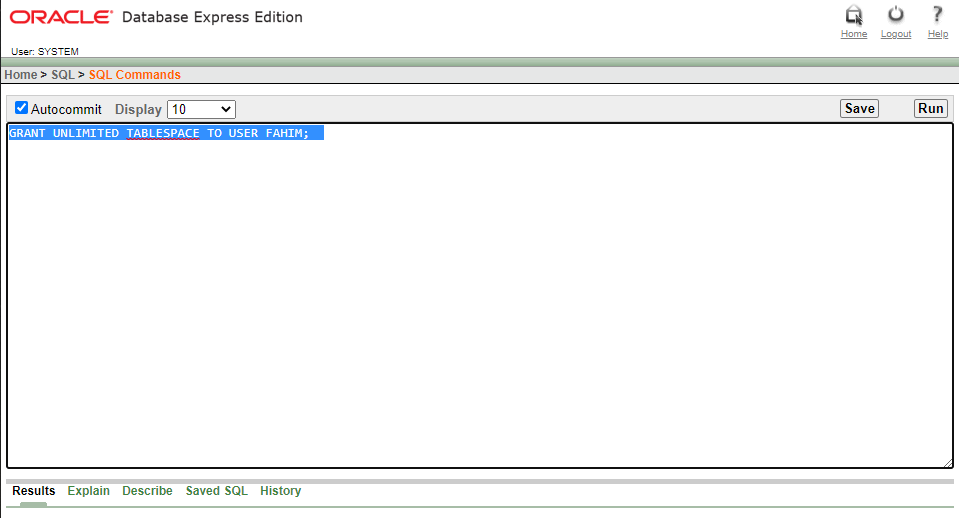 ORACLE® Database Express Edition
Home Logout Help
User: SYSTEM
Home > SQL > SQL Commands
Autocommit Display 10 Save Run
GRANT UNLIMITED TABLESPACE TO USER FAHIM;
Results Explain Describe Saved SQL History